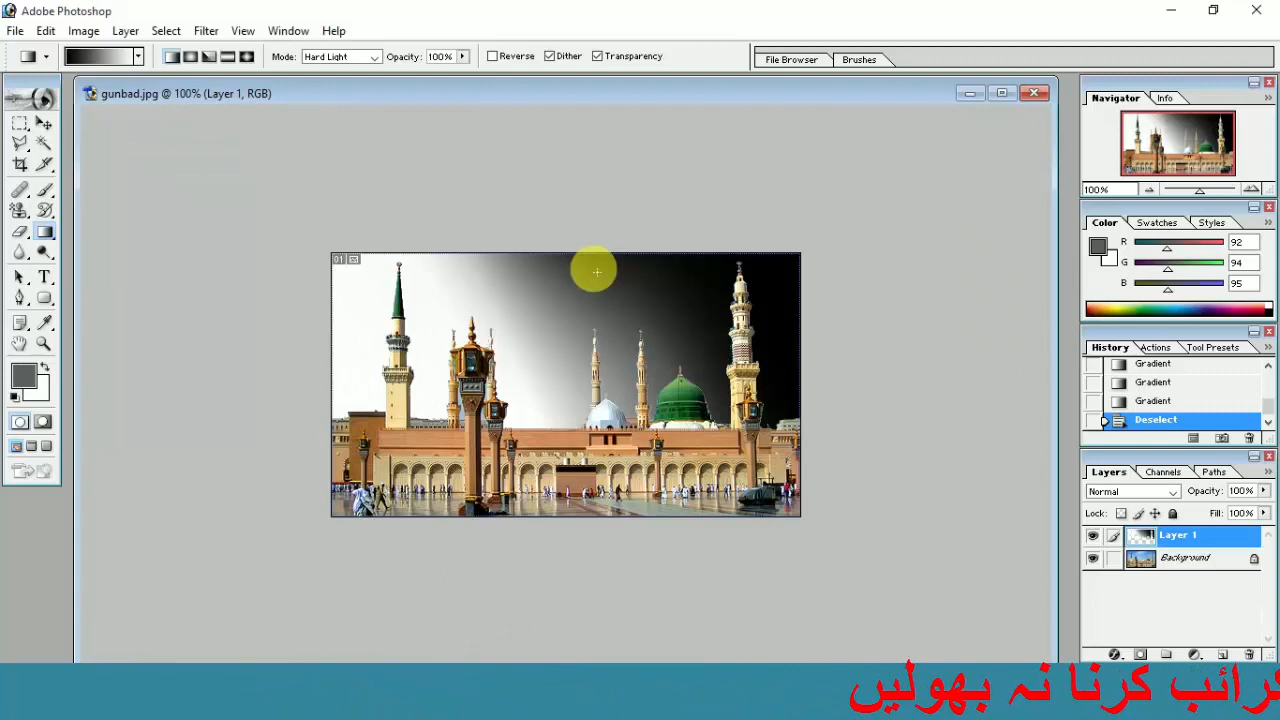 Adobe Photoshop
File Edit Image Layer Select Filter View Window Help
Mode: Hard Light Opacity: 100% Reverse Dither Transparency File Browser Brushes
gunbad.jpg @ 100% (Layer 1, RGB)
01
Navigator Info
100%
Color Swatches Styles
R 92
G 94
B 95
History Actions Tool Presets
Gradient
Gradient
Gradient
Deselect
Layers Channels Paths
Normal Opacity: 100%
Lock: Fill: 100%
Layer 1
Background
کرنا نہ بھولیں